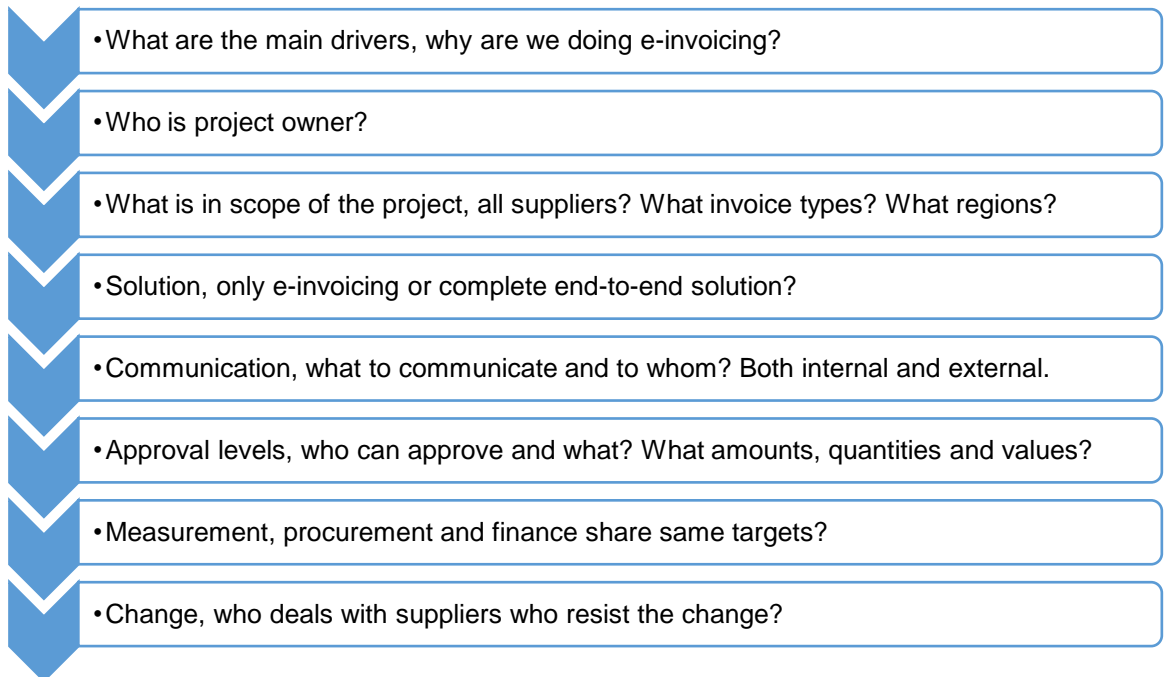 •What are the main drivers, why are we doing e-invoicing?
•Who is project owner?
•What is in scope of the project, all suppliers? What invoice types? What regions?
•Solution, only e-invoicing or complete end-to-end solution?
•Communication, what to communicate and to whom? Both internal and external.
•Approval levels, who can approve and what? What amounts, quantities and values?
•Measurement, procurement and finance share same targets?
•Change, who deals with suppliers who resist the change?